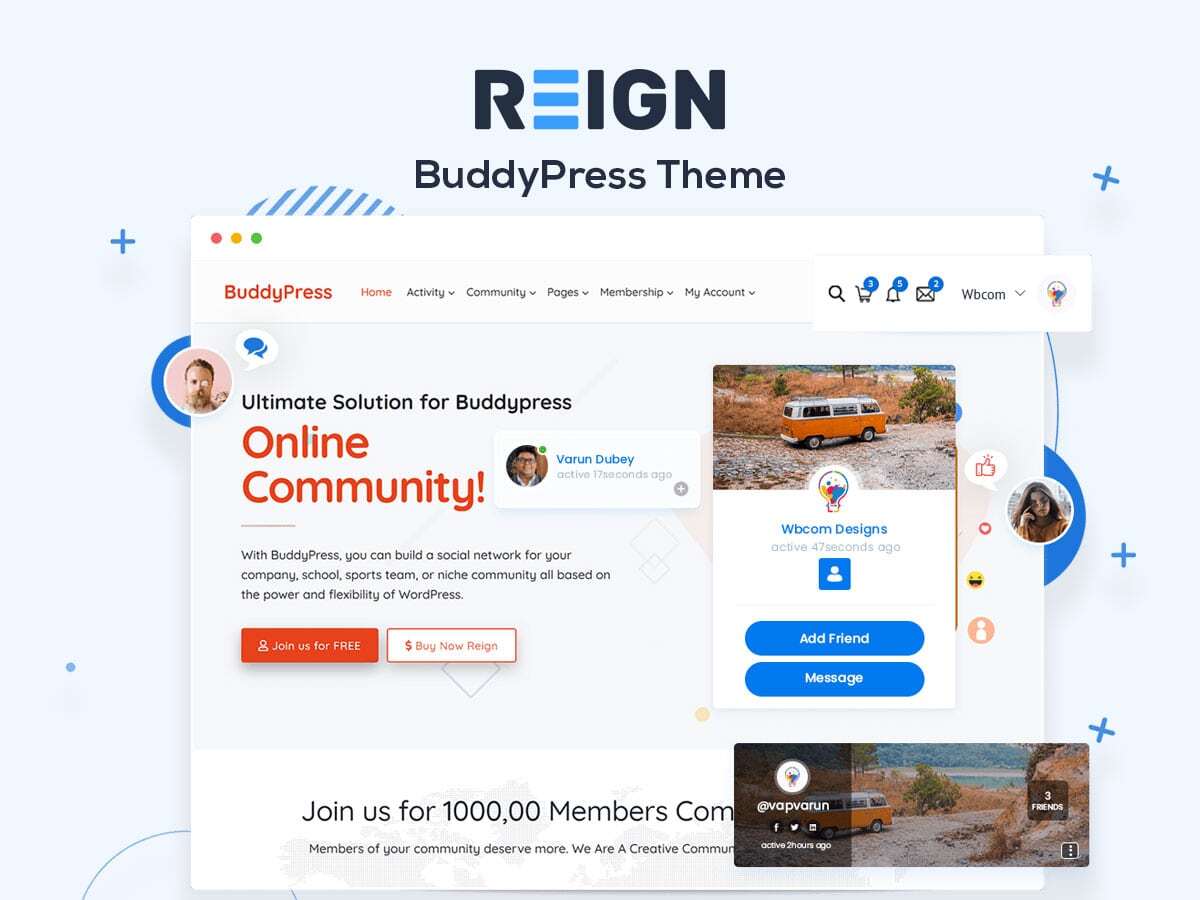 REIGN
BuddyPress Theme
BuddyPress Home Activity Community Pages Membership My Account
3 5 2
Wbcom
Ultimate Solution for Buddypress
Online
Community!
Varun Dubey
active 17seconds ago
With BuddyPress, you can build a social network for your
company, school, sports team, or niche community all based on
the power and flexibility of WordPress.
Join us for FREE
$ Buy Now Reign
Wbcom Designs
active 47seconds ago
Add Friend
Message
Join us for 1000,00 Members Com
Members of your community deserve more. We Are A Creative Commun
@vapvarun
active 2hours ago
3
FRIENDS